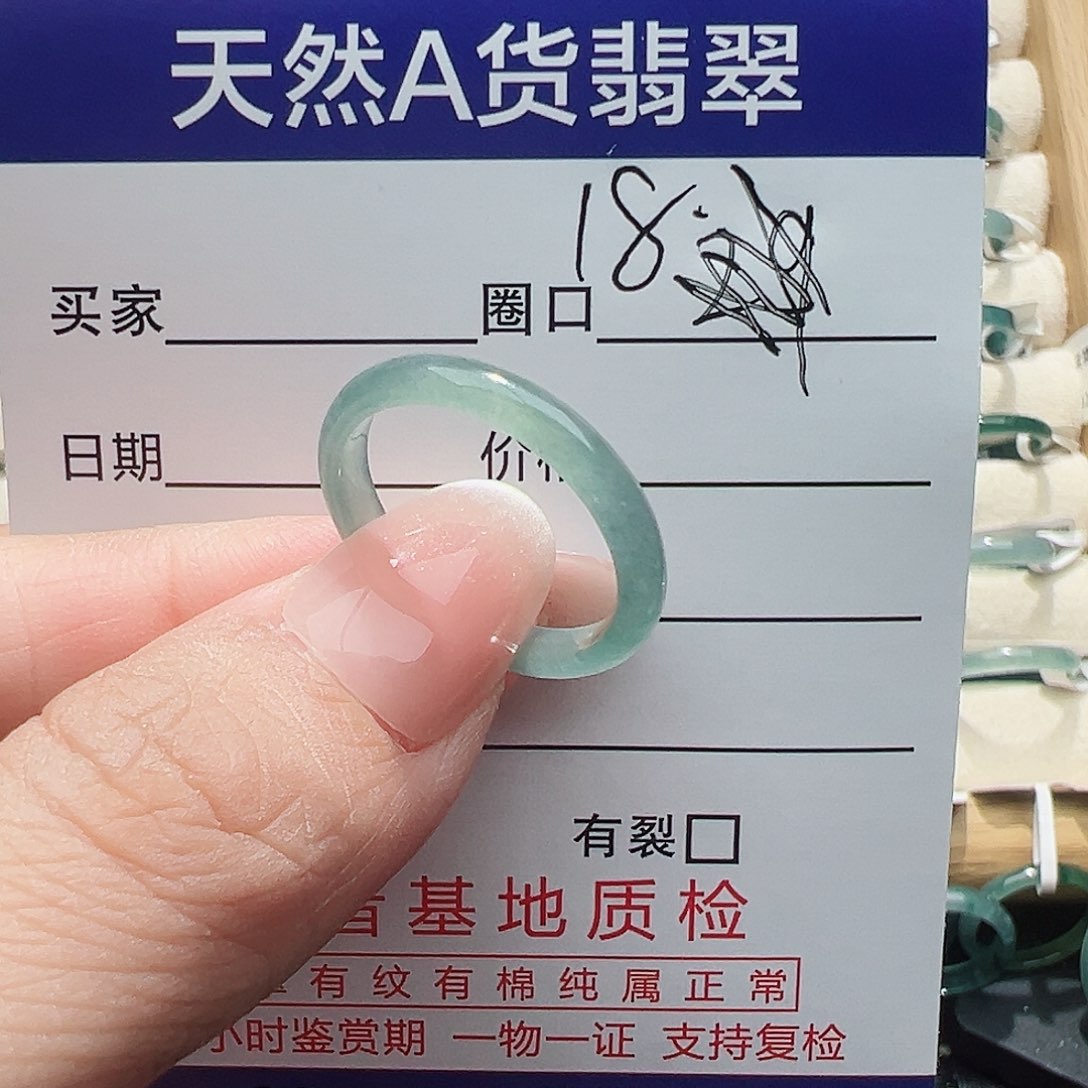 天然A货翡翠
买家 圈口 18.
日期 价
有裂□
基地质检
有纹有棉纯属正常
小时鉴赏期 一物一证 支持复检